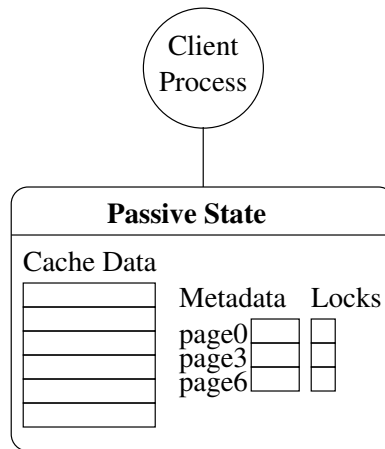 Client
Process
Passive State
Cache Data
Metadata Locks
page0
page3
page6